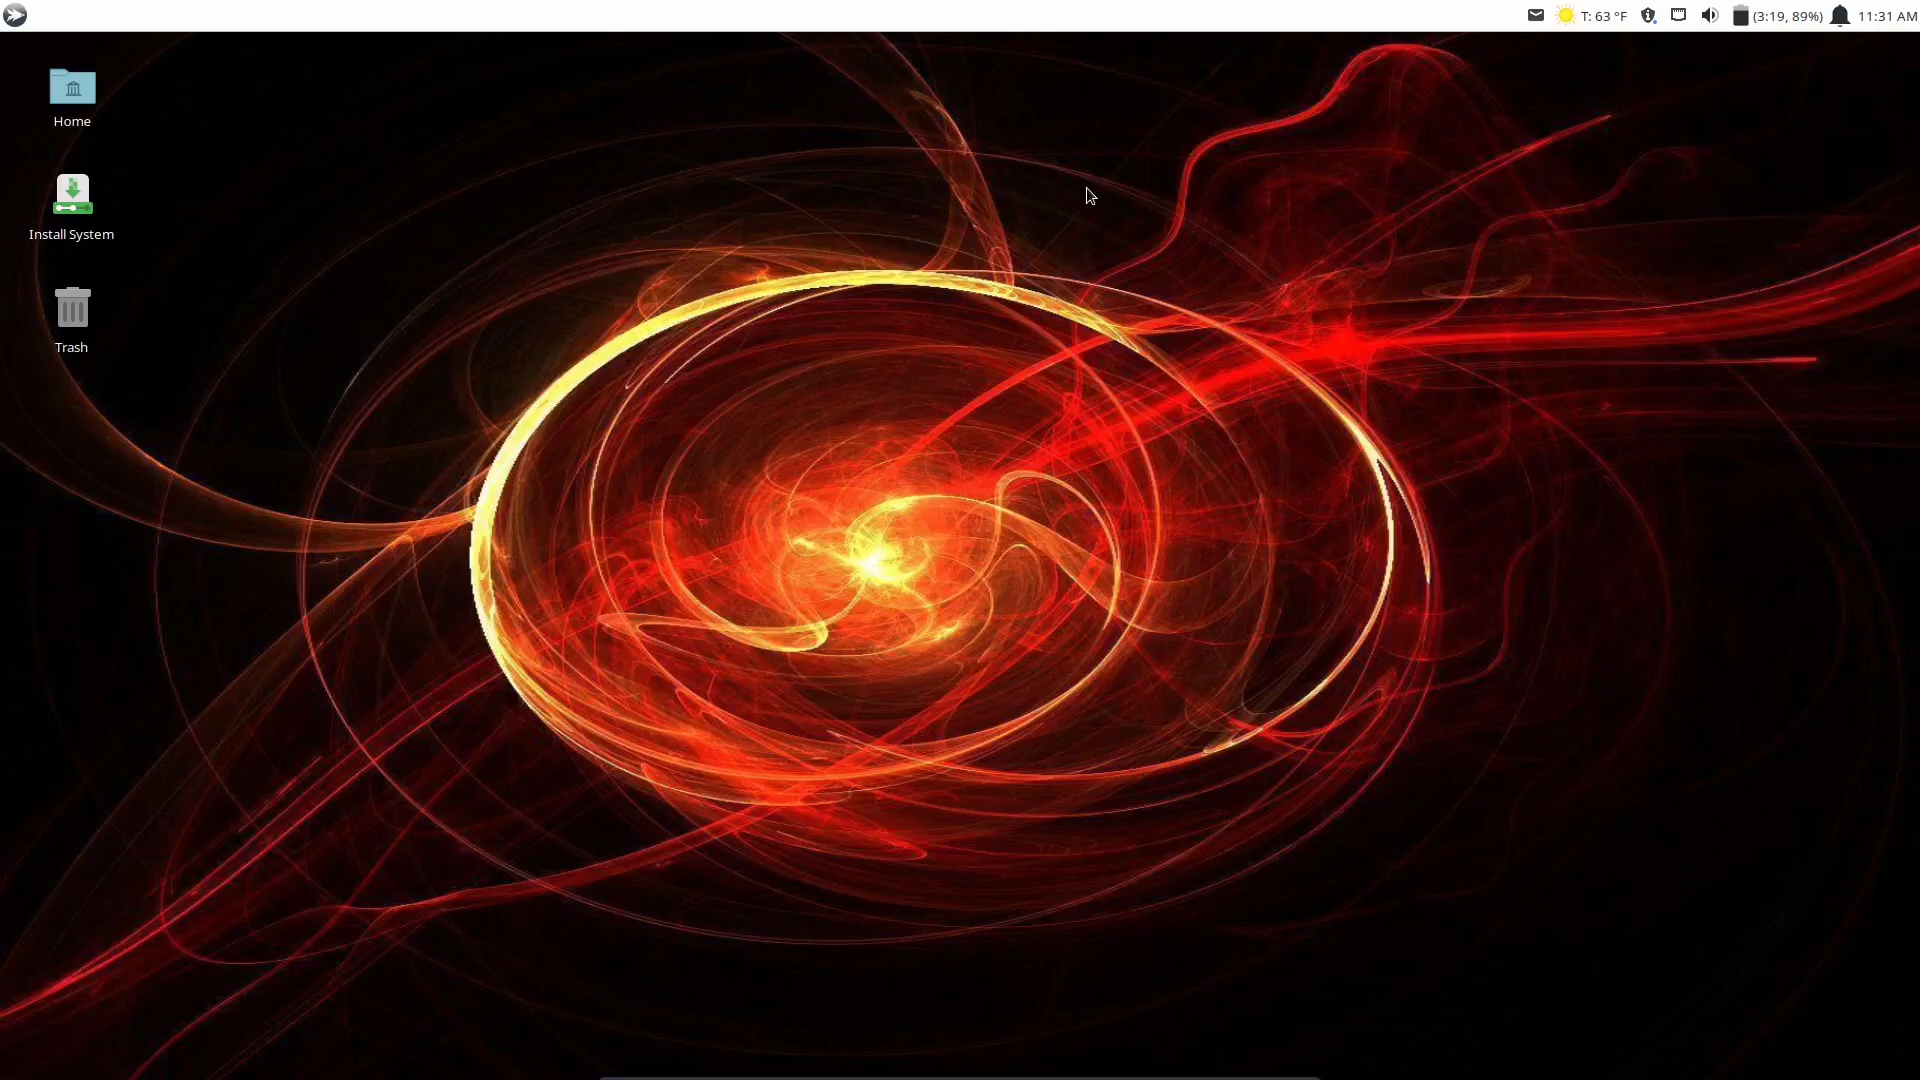 T: 63 °F
(3:19, 89%)
11:31 AM
Home
Install System
Trash